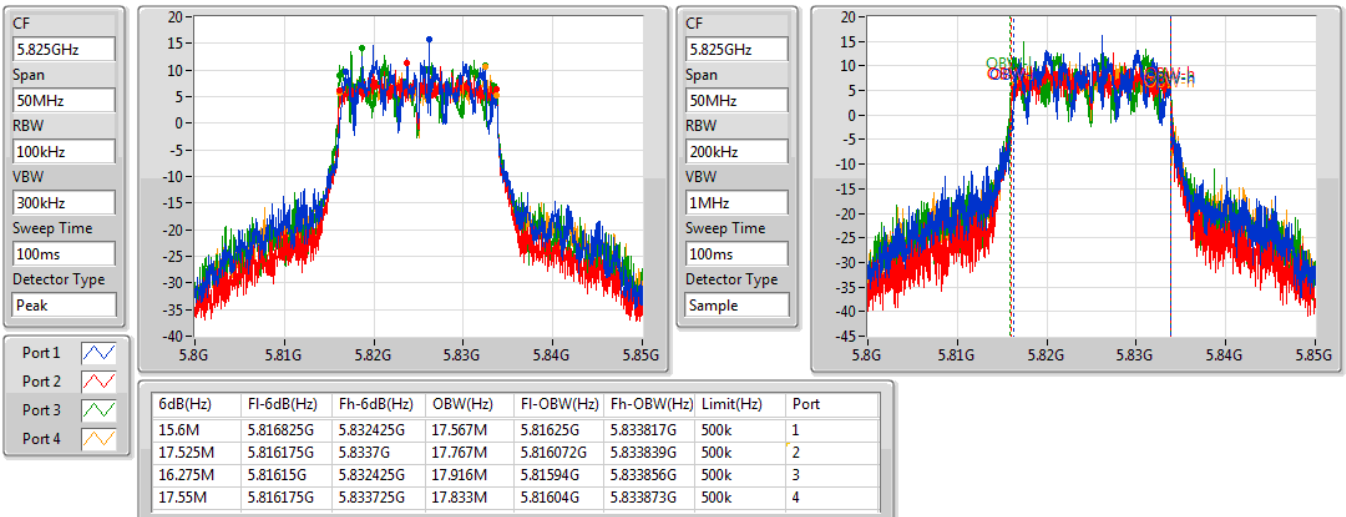 CF
5.825GHz
Span
50MHz
RBW
100kHz
VBW
300kHz
Sweep Time
100ms
Detector Type
Peak
20
15
10
5
0
-5
-10
-15
-20
-25
-30
-35
-40
5.8G 5.81G 5.82G 5.83G 5.84G 5.85G
CF
5.825GHz
Span
50MHz
RBW
200kHz
VBW
1MHz
Sweep Time
100ms
Detector Type
Sample
20
15
10
5
0
-5
-10
-15
-20
-25
-30
-35
-40
-45
5.8G 5.81G 5.82G 5.83G 5.84G 5.85G
Port 1
Port 2
Port 3
Port 4
6dB(Hz) Fl-6dB(Hz) Fh-6dB(Hz) OBW(Hz) Fl-OBW(Hz) Fh-OBW(Hz) Limit(Hz) Port
15.6M 5.816825G 5.832425G 17.567M 5.81625G 5.833817G 500k 1
17.525M 5.816175G 5.8337G 17.767M 5.816072G 5.833839G 500k 2
16.275M 5.81615G 5.832425G 17.916M 5.81594G 5.833856G 500k 3
17.55M 5.816175G 5.833725G 17.833M 5.81604G 5.833873G 500k 4